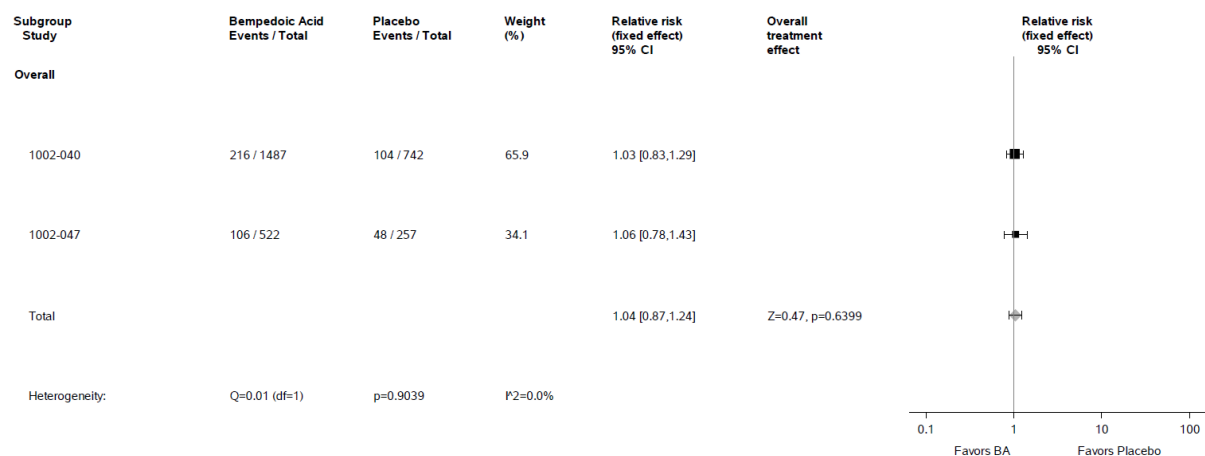 Subgroup Bempedoic Acid Placebo Weight Relative risk Overall Relative risk
Study Events / Total Events / Total (%) (fixed effect) treatment (fixed effect)
95% CI effect 95% CI
Overall
1002-040 216 / 1487 104 / 742 65.9 1.03 [0.83,1.29]
1002-047 106 / 522 48 / 257 34.1 1.06 [0.78,1.43]
Total 1.04 [0.87,1.24] Z=0.47, p=0.6399
Heterogeneity: Q=0.01 (df=1) p=0.9039 I^2=0.0%
0.1 1 10 100
Favors BA Favors Placebo